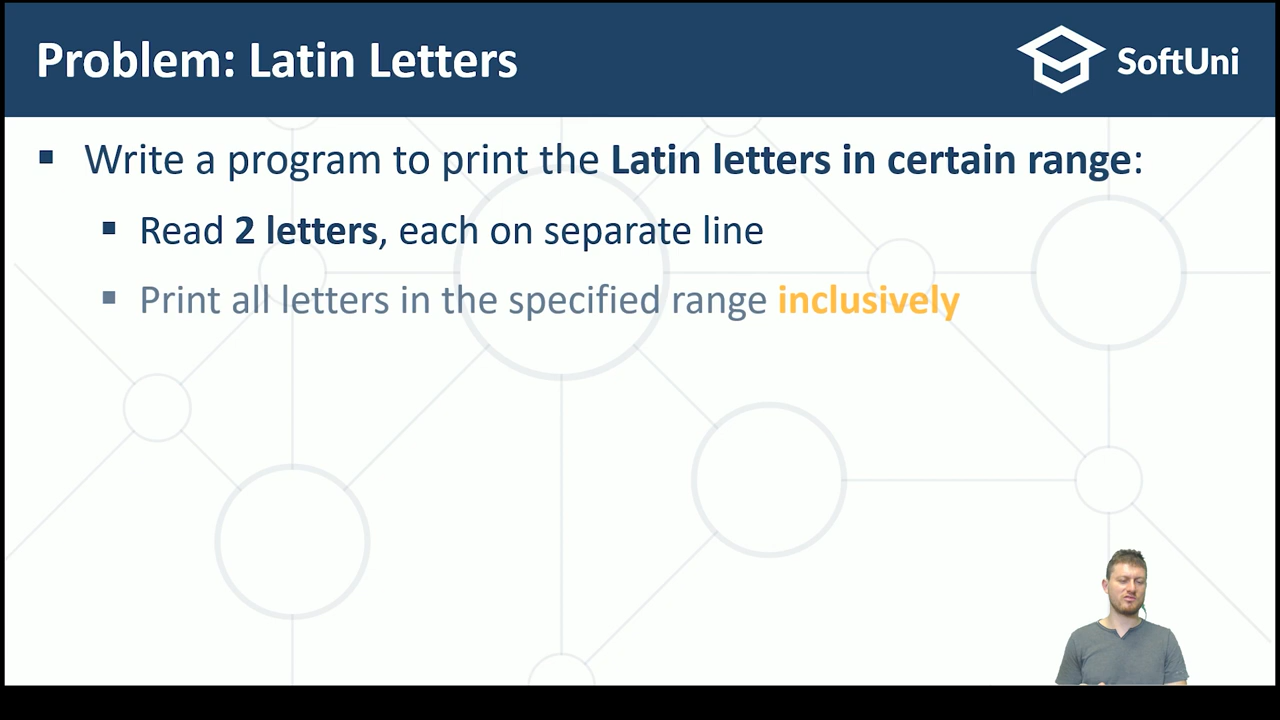 Problem: Latin Letters
SoftUni
Write a program to print the Latin letters in certain range:
Read 2 letters, each on separate line
Print all letters in the specified range inclusively